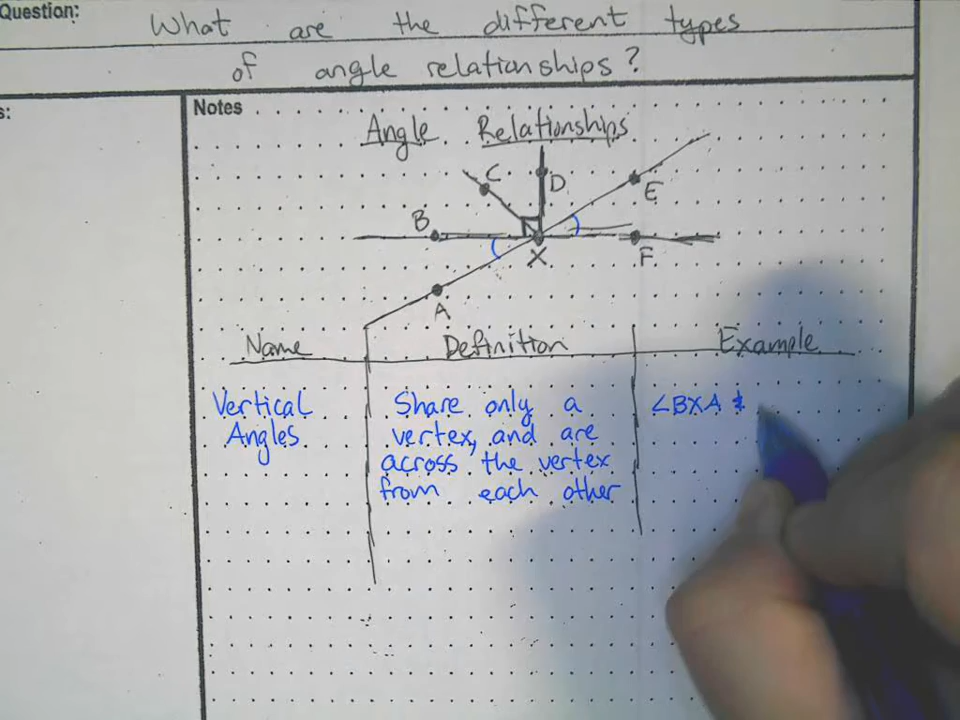 Question:
What are the different types
of angle relationships?
s:
Notes
Angle Relationships
C
D
E
B
X
F
A
Name Definition Example
Vertical Share only a ∠BXA &
Angles vertex, and are
across the vertex
from each other